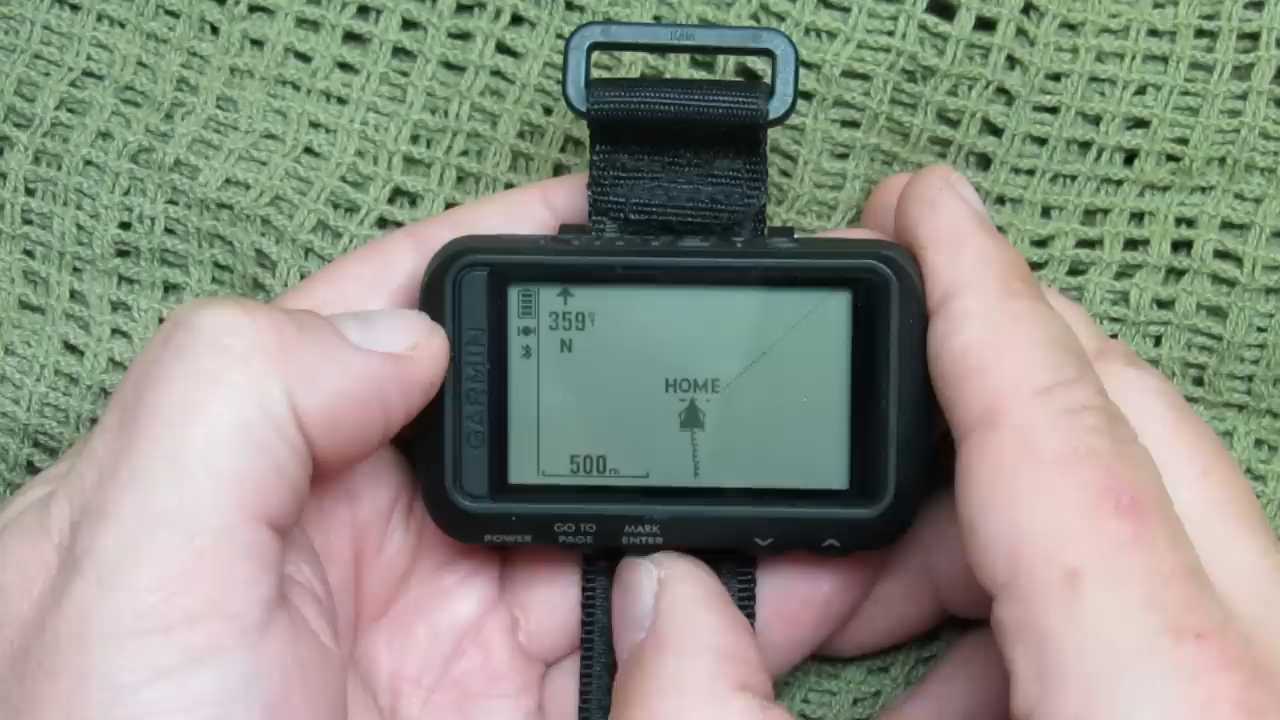 GARMIN
359°T
N
HOME
500m
POWER
GO TO
PAGE
MARK
ENTER